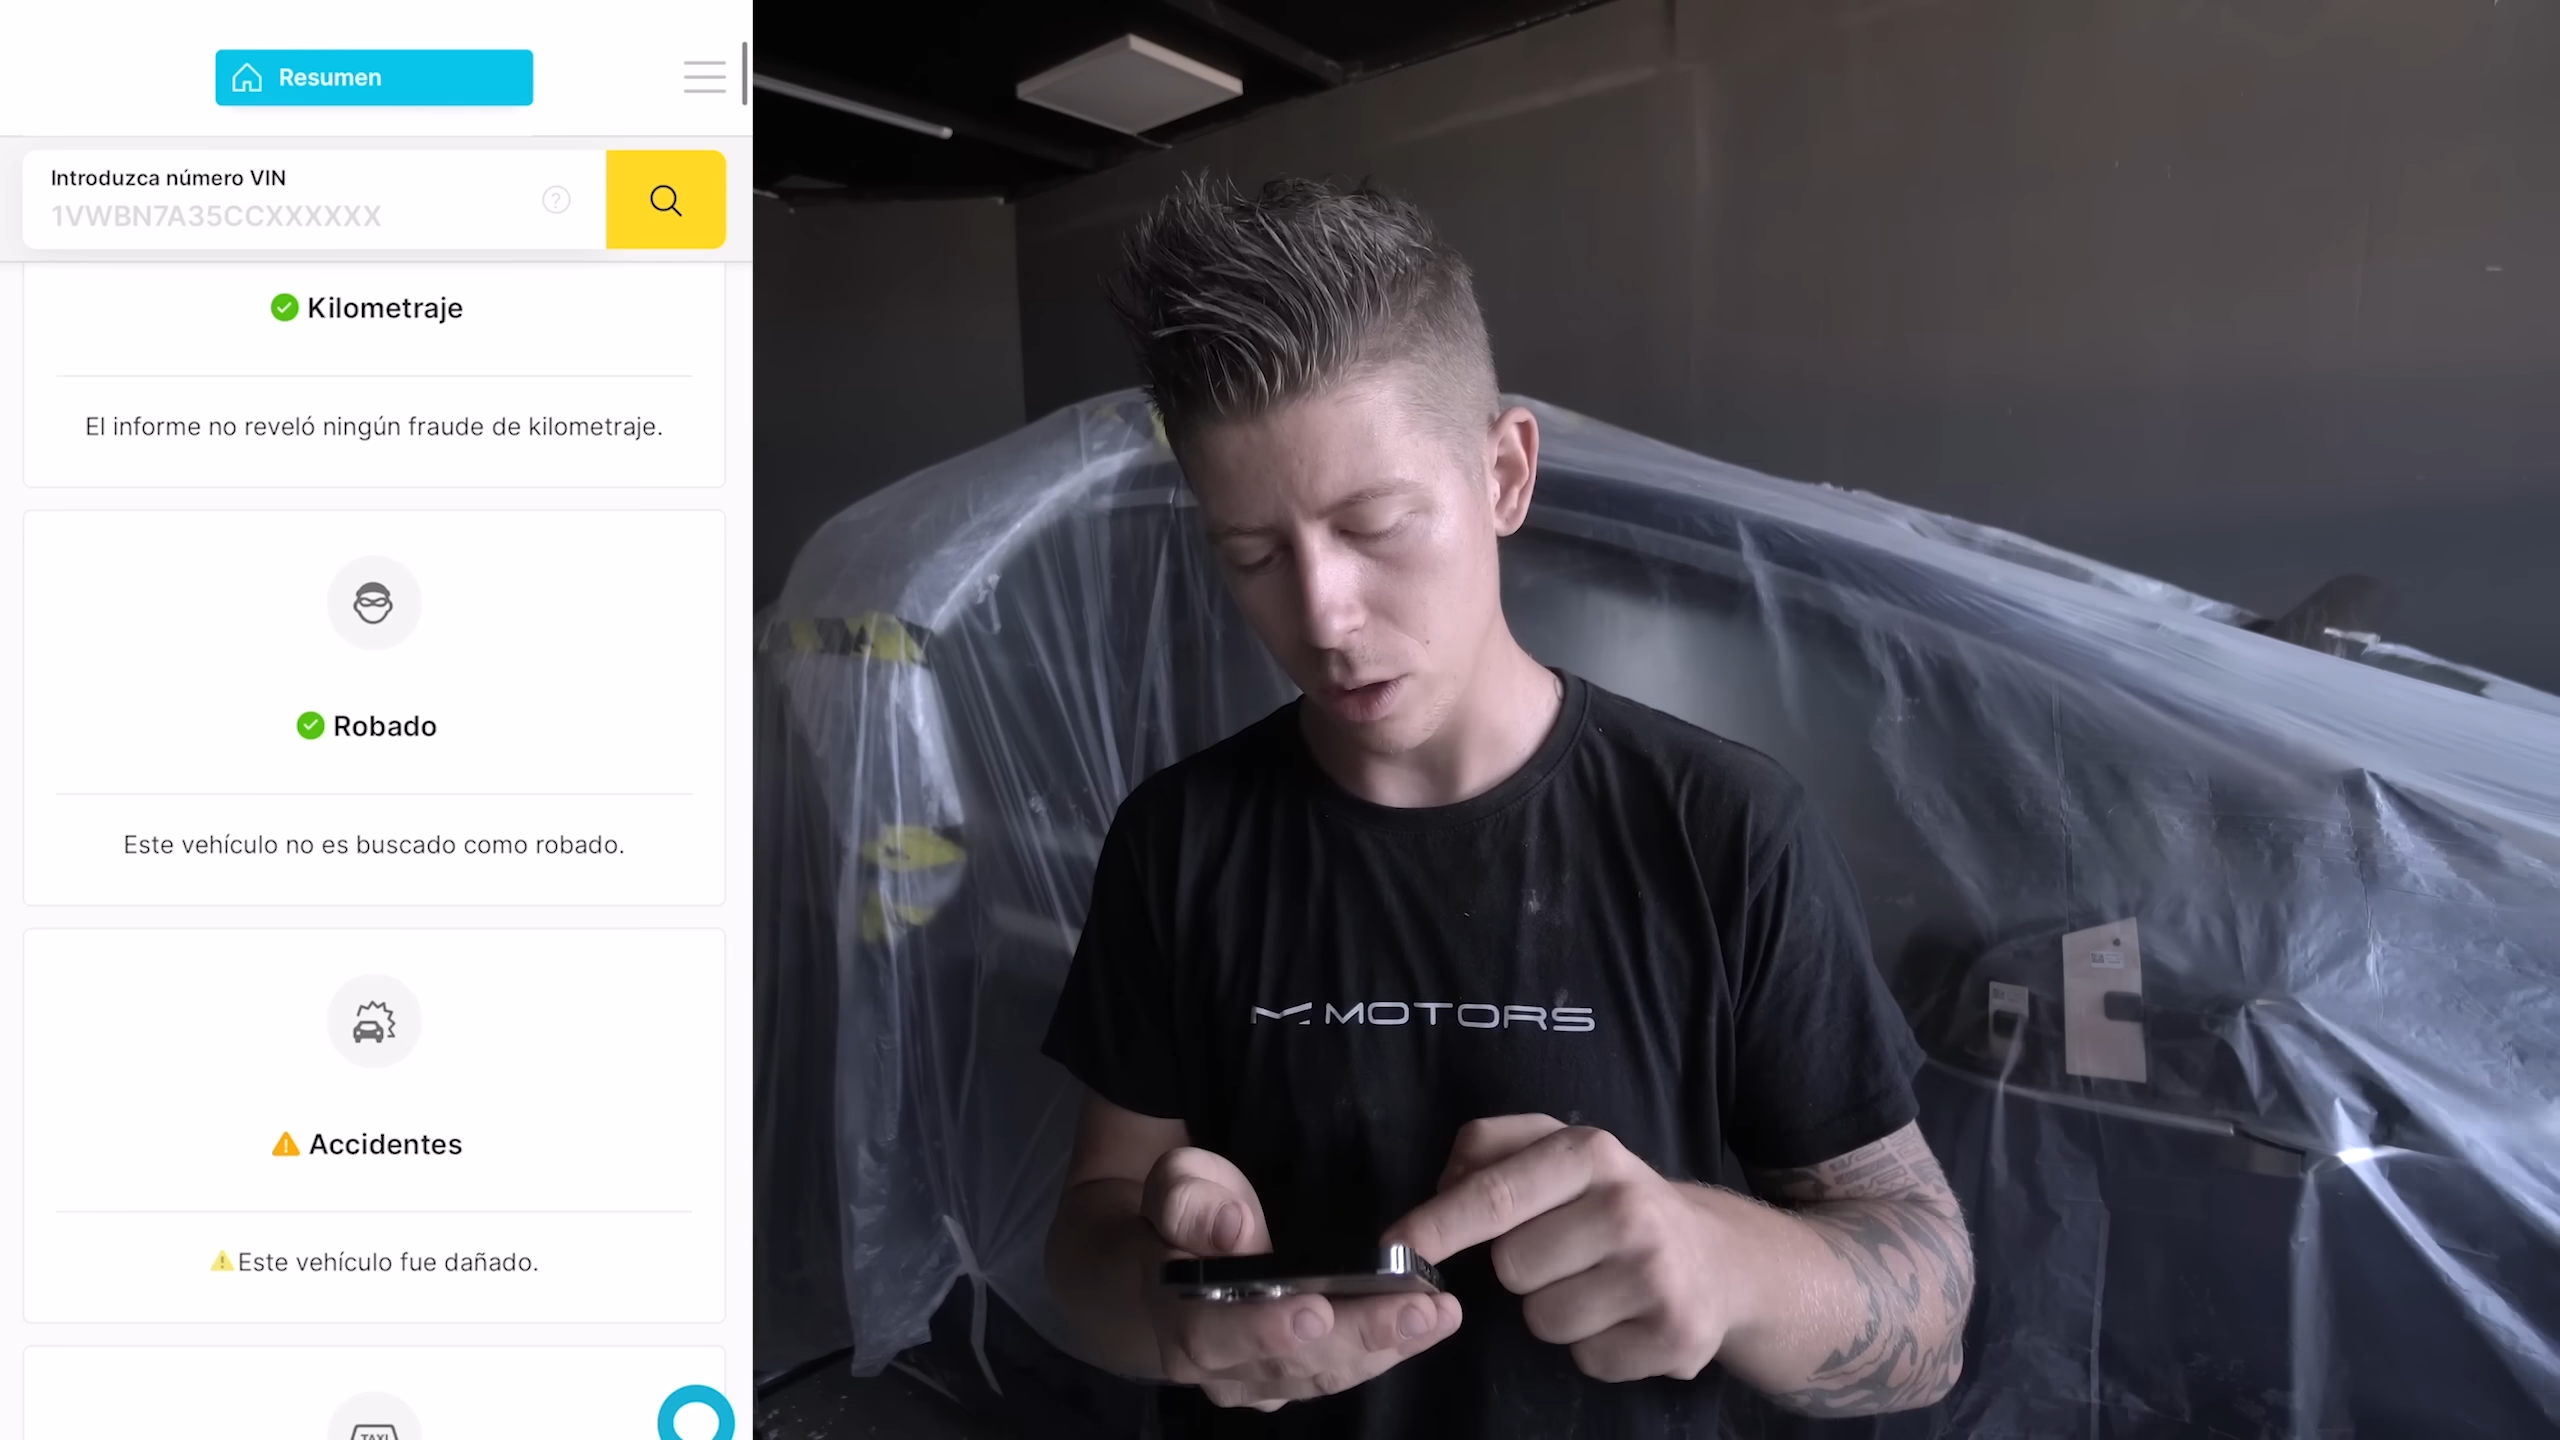 Resumen
Introduzca número VIN
1VWBN7A35CCXXXXXX
Kilometraje
El informe no reveló ningún fraude de kilometraje.
Robado
Este vehículo no es buscado como robado.
Accidentes
Este vehículo fue dañado.
TAXI
MOTORS